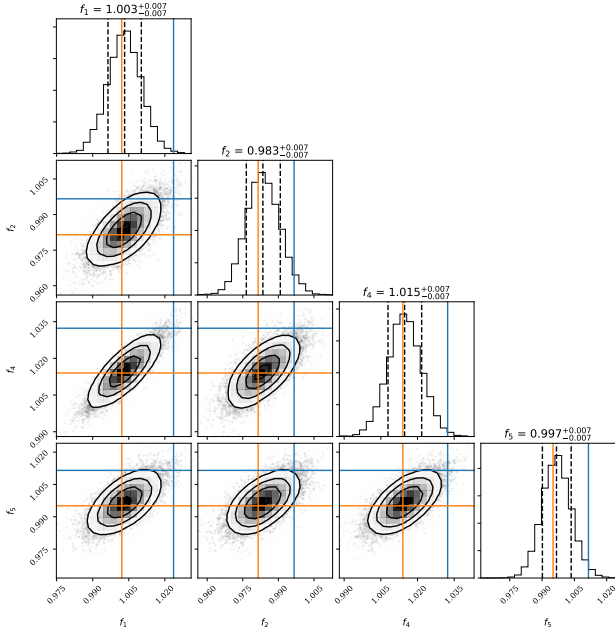 f₁ = 1.003⁺⁰·⁰⁰⁷₋₀.₀₀₇
1.005
0.990
0.975
0.960
f₂
f₂ = 0.983⁺⁰·⁰⁰⁷₋₀.₀₀₇
1.035
1.020
1.005
0.990
f₄
f₄ = 1.015⁺⁰·⁰⁰⁷₋₀.₀₀₇
1.020
1.005
0.990
0.975
f₅
f₅ = 0.997⁺⁰·⁰⁰⁷₋₀.₀₀₇
0.975 0.990 1.005 1.020
0.960 0.975 0.990 1.005
0.990 1.005 1.020 1.035
0.975 0.990 1.005 1.020
f₁ f₂ f₄ f₅